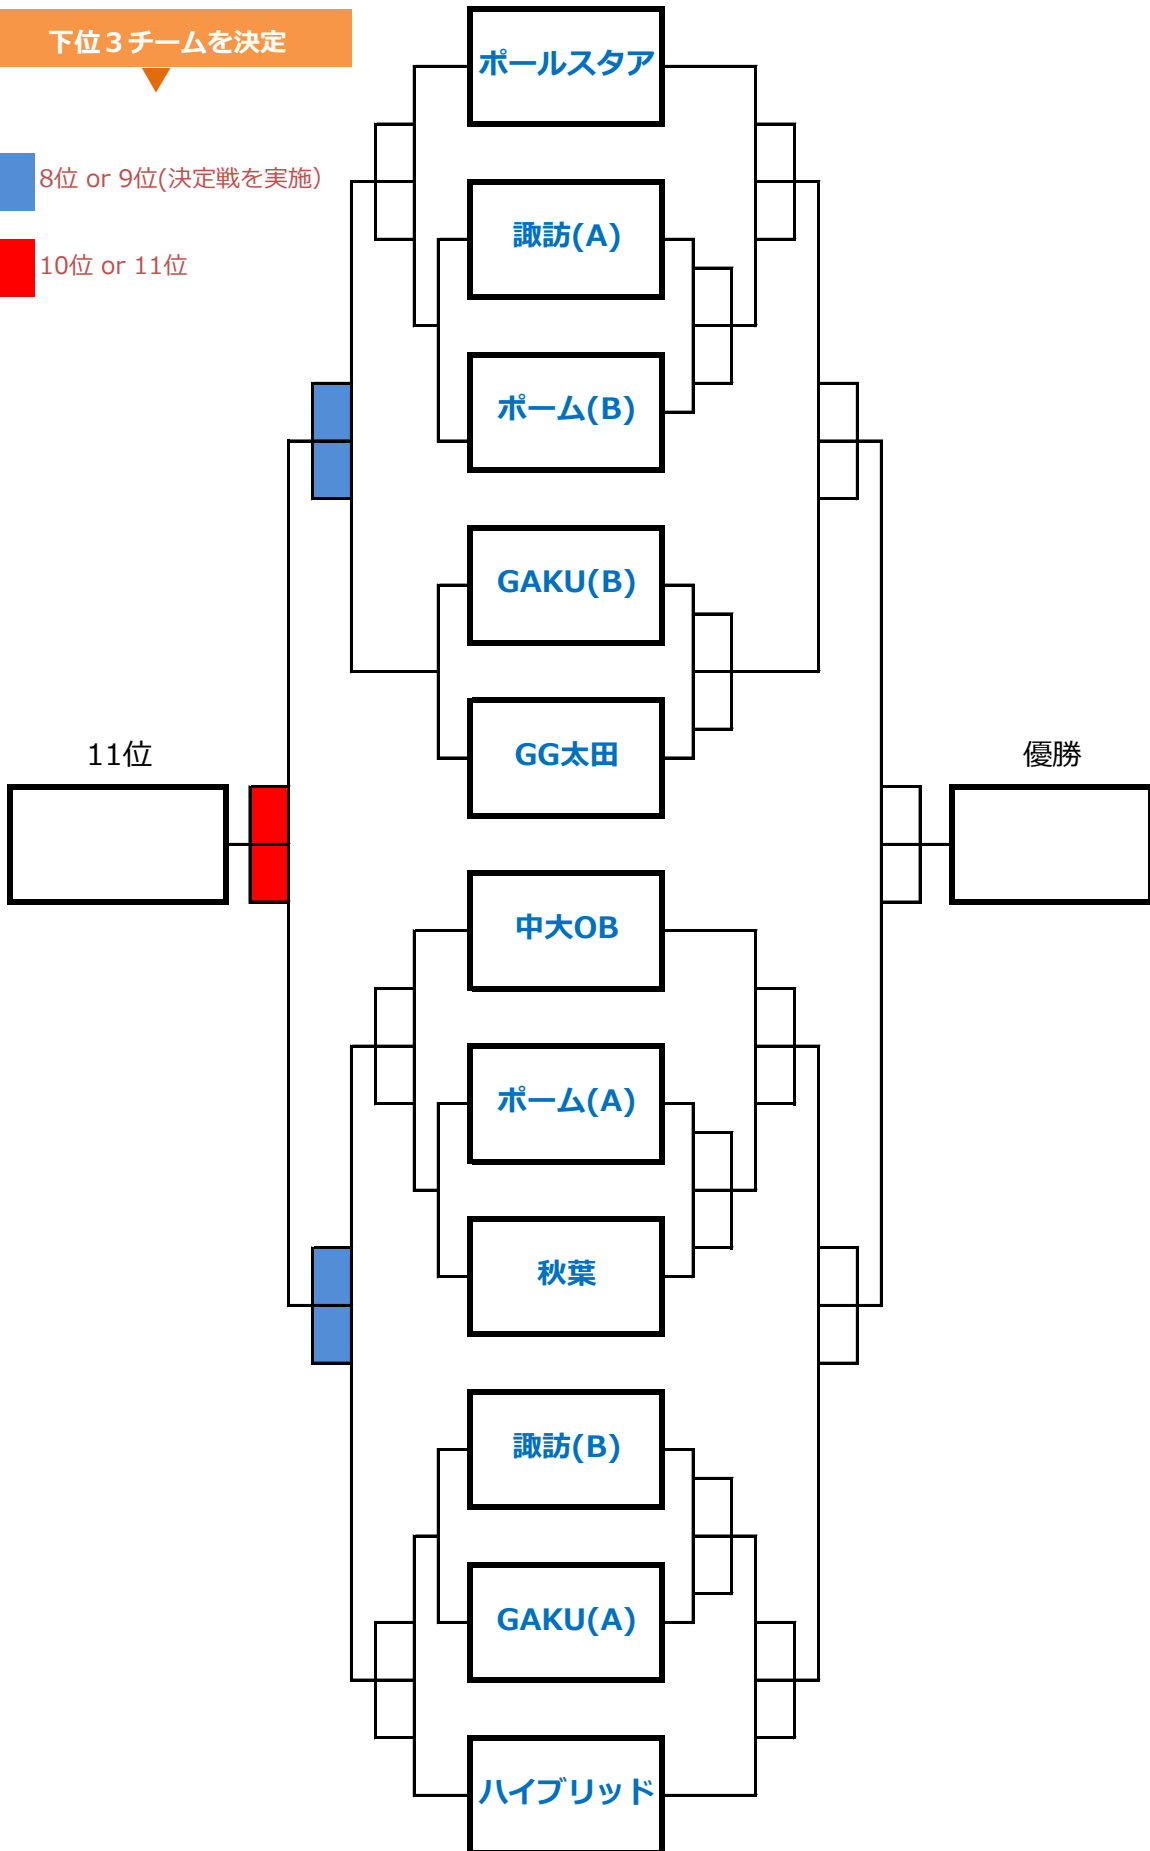 下位３チームを決定
8位 or 9位(決定戦を実施）
10位 or 11位
ポールスタア
諏訪(A)
ポーム(B)
GAKU(B)
GG太田
11位
優勝
中大OB
ポーム(A)
秋葉
諏訪(B)
GAKU(A)
ハイブリッド